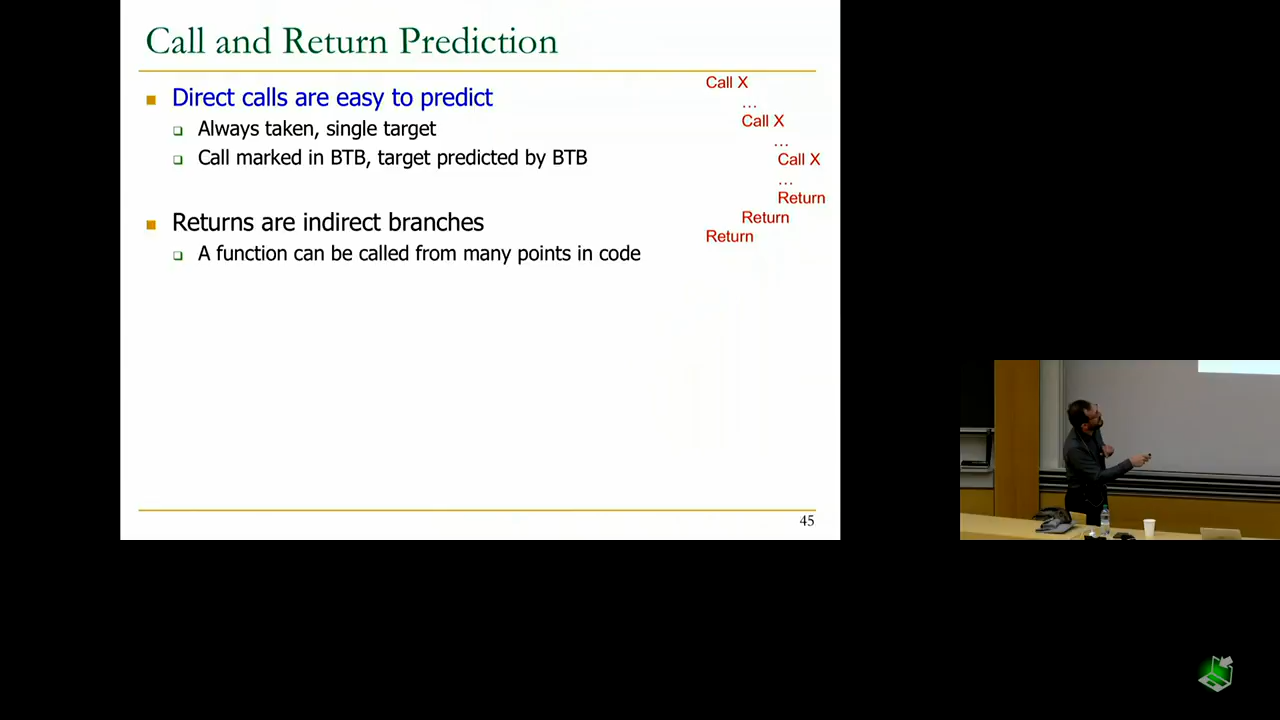 Call and Return Prediction
Direct calls are easy to predict
Always taken, single target
Call marked in BTB, target predicted by BTB
Returns are indirect branches
A function can be called from many points in code
Call X
...
Call X
...
Call X
...
Return
Return
Return
45